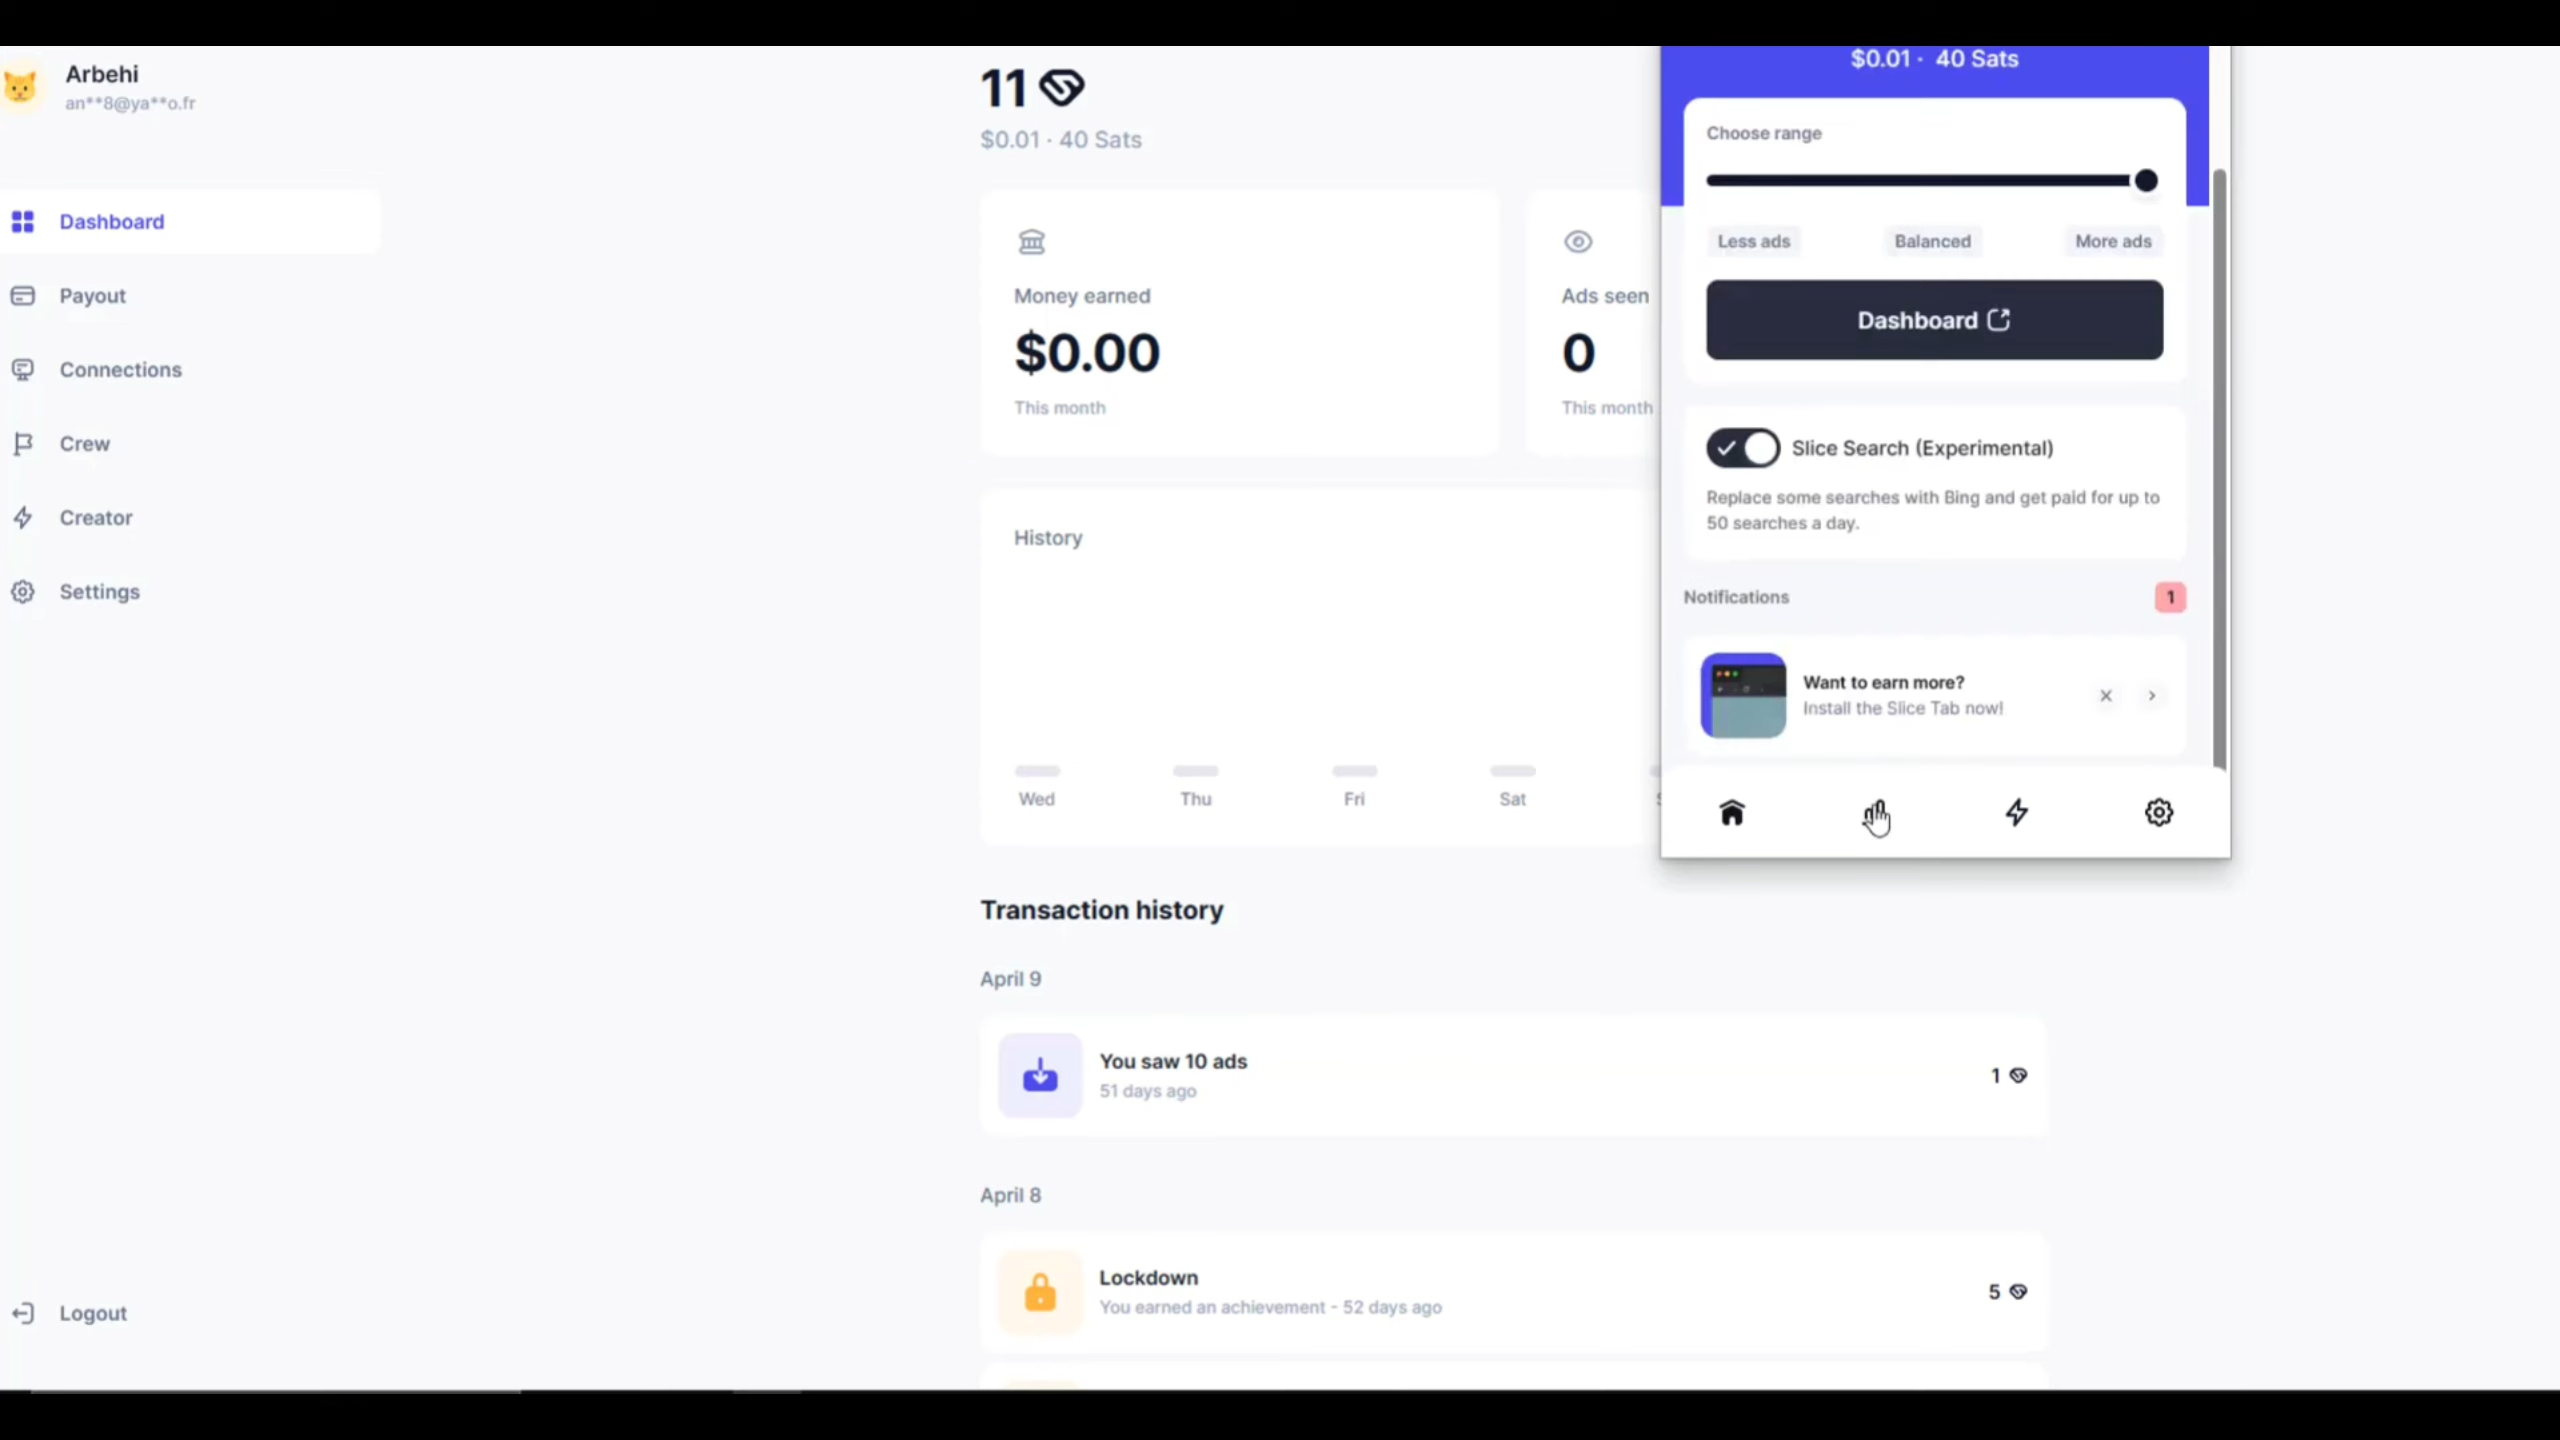 Arbehi
an**8@ya**o.fr
Dashboard
Payout
Connections
Crew
Creator
Settings
Logout
11
$0.01 · 40 Sats
Money earned
$0.00
This month
Ads seen
0
This month
History
Wed Thu Fri Sat
Transaction history
April 9
You saw 10 ads
51 days ago
1
April 8
Lockdown
You earned an achievement - 52 days ago
5
$0.01 · 40 Sats
Choose range
Less ads Balanced More ads
Dashboard
Slice Search (Experimental)
Replace some searches with Bing and get paid for up to
50 searches a day.
Notifications 1
Want to earn more?
Install the Slice Tab now!